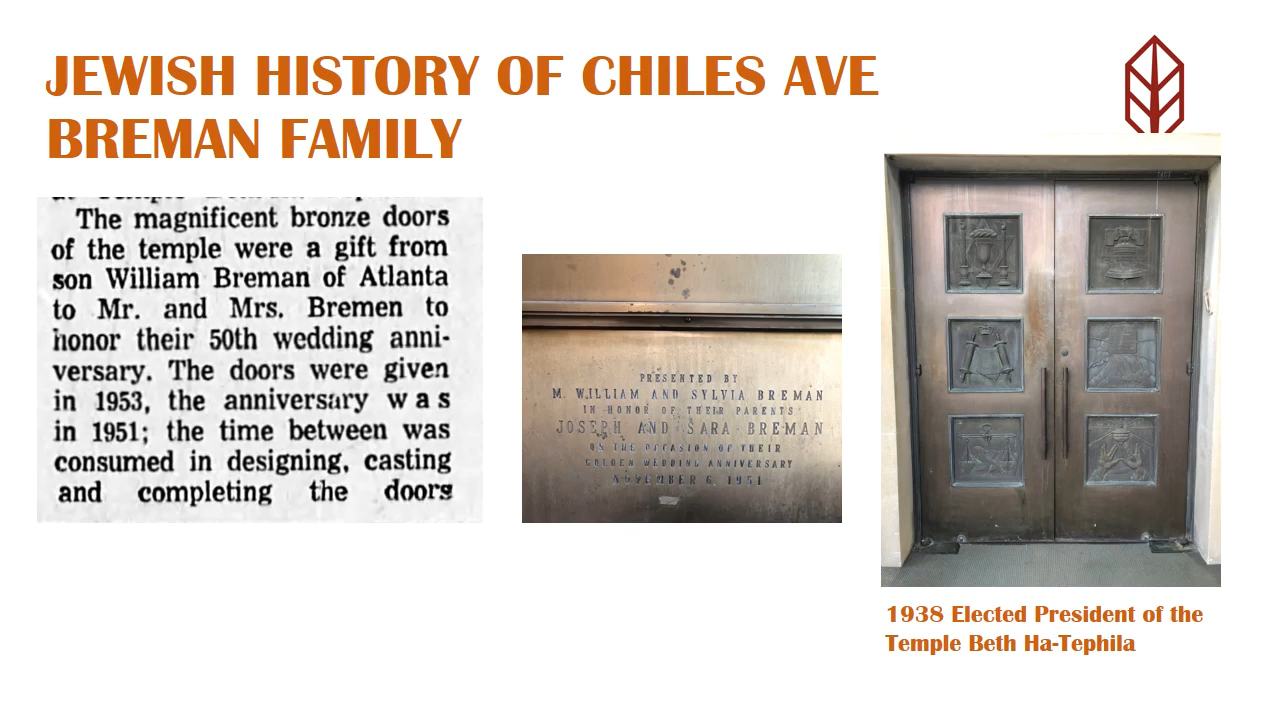 JEWISH HISTORY OF CHILES AVE
BREMAN FAMILY
The magnificent bronze doors
of the temple were a gift from
son William Breman of Atlanta
to Mr. and Mrs. Bremen to
honor their 50th wedding anni-
versary. The doors were given
in 1953, the anniversary was
in 1951; the time between was
consumed in designing, casting
and completing the doors
PRESENTED BY
M. WILLIAM AND SYLVIA BREMAN
IN HONOR OF THEIR PARENTS
JOSEPH AND SARA BREMAN
ON THE OCCASION OF THEIR
GOLDEN WEDDING ANNIVERSARY
NOVEMBER 6, 1951
1938 Elected President of the
Temple Beth Ha-Tephila